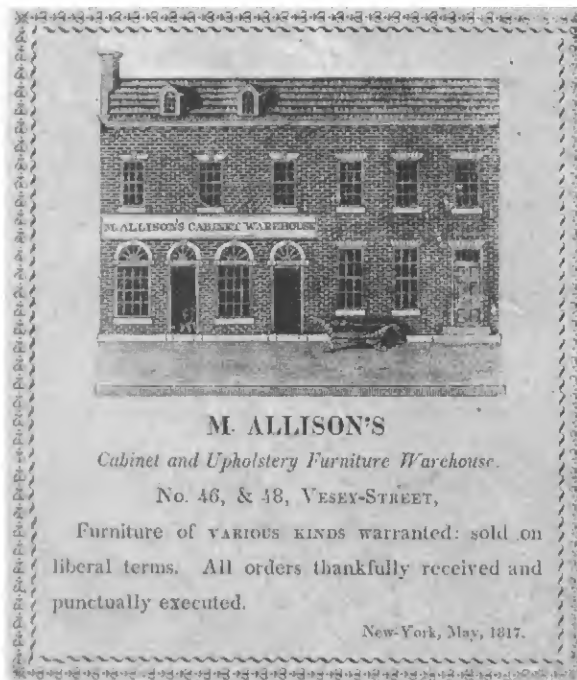 M. ALLISON'S CABINET WAREHOUSE
M. ALLISON'S
Cabinet and Upholstery Furniture Warehouse.
No. 46, & 48, VESEY-STREET,
Furniture of VARIOUS KINDS warranted: sold on
liberal terms. All orders thankfully received and
punctually executed.
New-York, May, 1817.